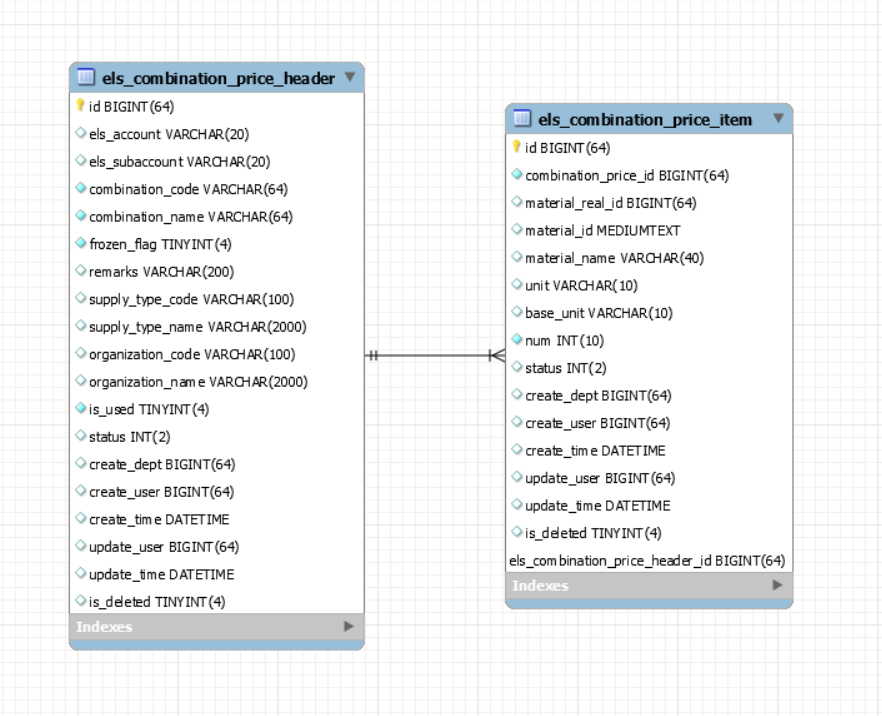 els_combination_price_header
id BIGINT(64)
els_account VARCHAR(20)
els_subaccount VARCHAR(20)
combination_code VARCHAR(64)
combination_name VARCHAR(64)
frozen_flag TINYINT(4)
remarks VARCHAR(200)
supply_type_code VARCHAR(100)
supply_type_name VARCHAR(2000)
organization_code VARCHAR(100)
organization_name VARCHAR(2000)
is_used TINYINT(4)
status INT(2)
create_dept BIGINT(64)
create_user BIGINT(64)
create_time DATETIME
update_user BIGINT(64)
update_time DATETIME
is_deleted TINYINT(4)
Indexes
els_combination_price_item
id BIGINT(64)
combination_price_id BIGINT(64)
material_real_id BIGINT(64)
material_id MEDIUMTEXT
material_name VARCHAR(40)
unit VARCHAR(10)
base_unit VARCHAR(10)
num INT(10)
status INT(2)
create_dept BIGINT(64)
create_user BIGINT(64)
create_time DATETIME
update_user BIGINT(64)
update_time DATETIME
is_deleted TINYINT(4)
els_combination_price_header_id BIGINT(64)
Indexes